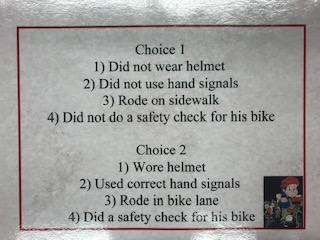 Choice 1
1) Did not wear helmet
2) Did not use hand signals
3) Rode on sidewalk
4) Did not do a safety check for his bike
Choice 2
1) Wore helmet
2) Used correct hand signals
3) Rode in bike lane
4) Did a safety check for his bike